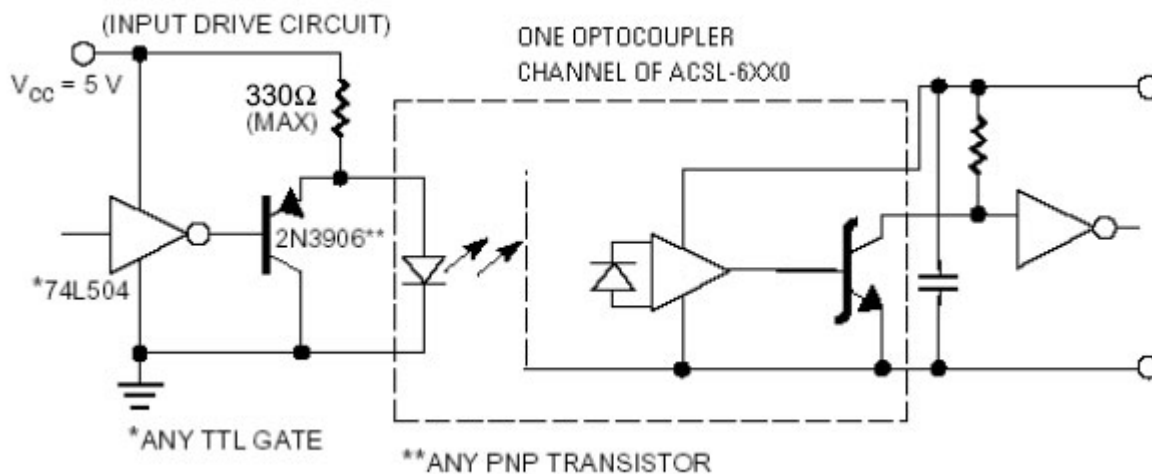 (INPUT DRIVE CIRCUIT)
ONE OPTOCOUPLER
CHANNEL OF ACSL-6XX0
VCC = 5 V
330Ω
(MAX)
2N3906**
*74L504
*ANY TTL GATE
**ANY PNP TRANSISTOR